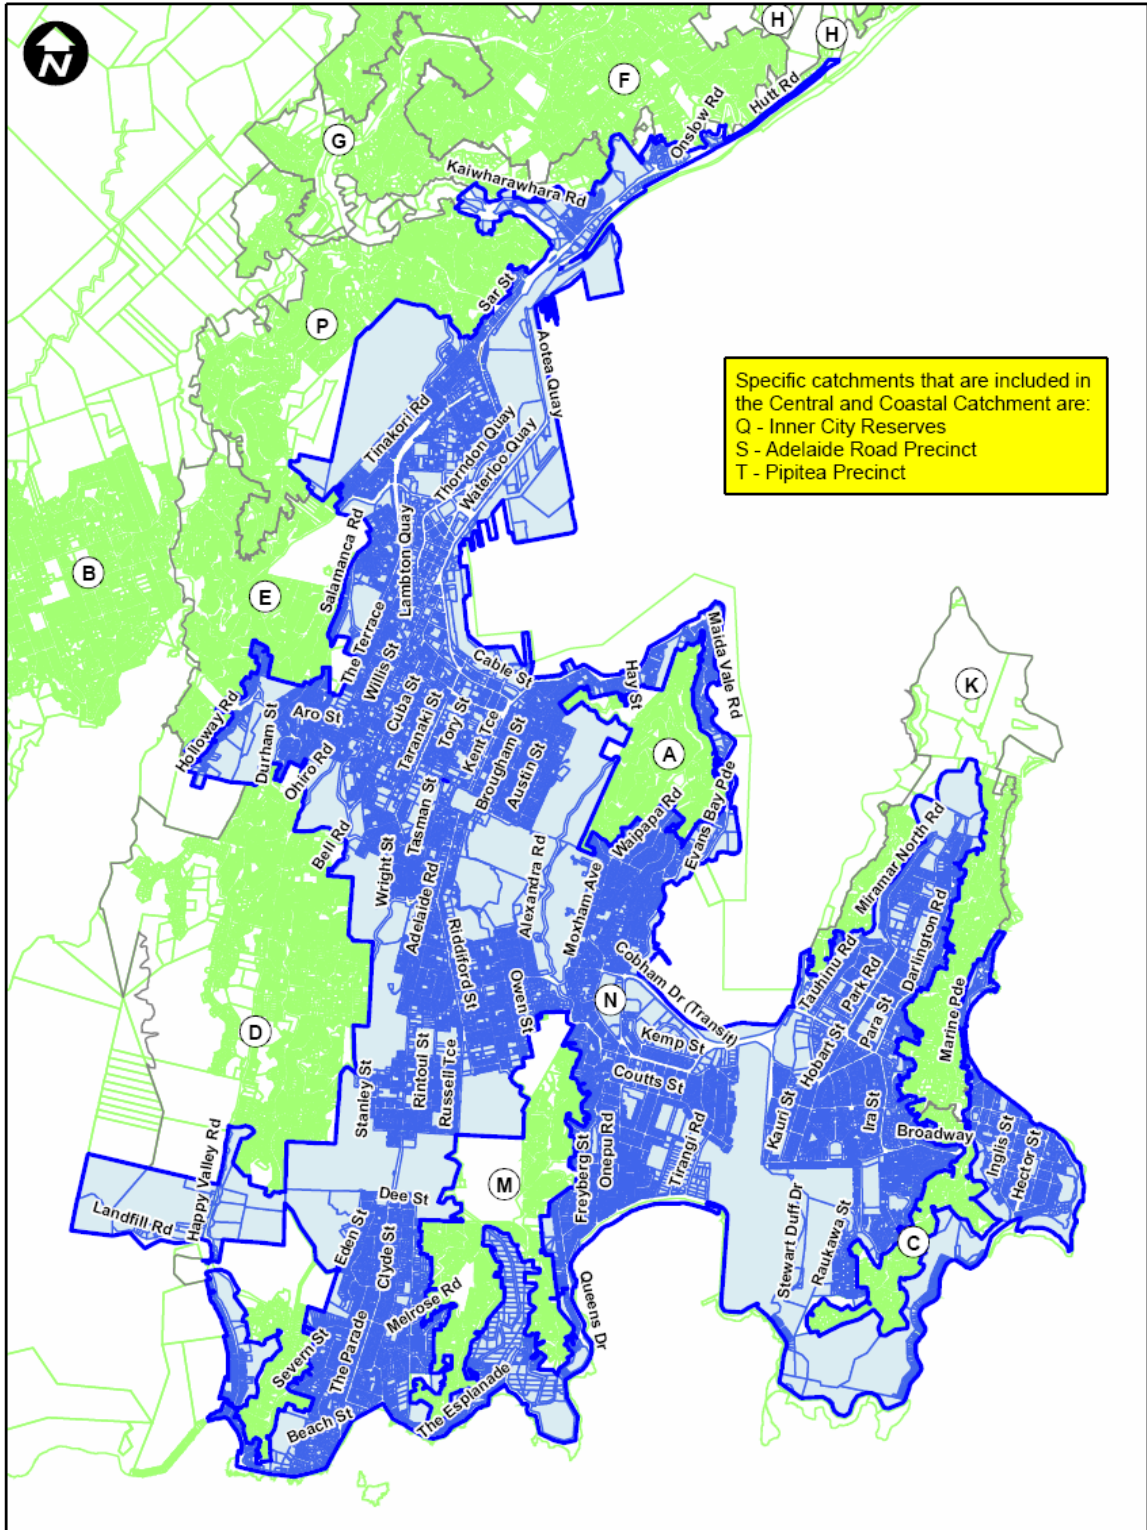 N
H
H
F
Hutt Rd
Onslow Rd
G
Kaiwharawhara Rd
Sar St
P
Aotea Quay
Specific catchments that are included in
the Central and Coastal Catchment are:
Q - Inner City Reserves
S - Adelaide Road Precinct
T - Pipitea Precinct
Tinakori Rd
Thorndon Quay
Waterloo Quay
Salamanca Rd
Lambton Quay
B
E
The Terrace
Willis St
Cable St
Hay St
Maida Vale Rd
K
Holloway Rd
Durham St
Aro St
Cuba St
Taranaki St
Tory St
Kent Tce
Brougham St
Austin St
A
Ohiro Rd
Tasman St
Waipapa Rd
Evans Bay Pde
Bell Rd
Wright St
Adelaide Rd
Alexandra Rd
Moxham Ave
Miramar North Rd
Darlington Rd
Riddiford St
Owen St
Cobham Dr (Transit)
N
Tauhinu Rd
Park Rd
Para St
Marine Pde
D
Kemp St
Hobart St
Coutts St
Stanley St
Rintoul St
Russell Tce
Kauri St
Ira St
Broadway
Inglis St
Hector St
Happy Valley Rd
Landfill Rd
Dee St
M
Freyberg St
Onepu Rd
Tirangi Rd
Eden St
Clyde St
Stewart Duff Dr
Raukawa St
C
Melrose Rd
Queens Dr
Severn St
The Parade
Beach St
The Esplanade